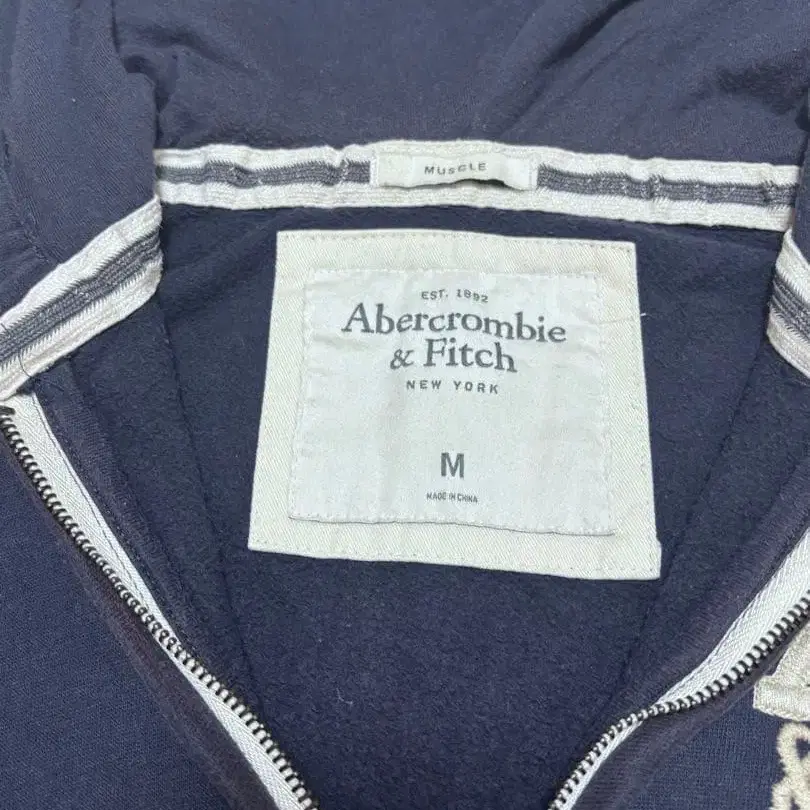 MUSCLE
EST. 1892
Abercrombie
& Fitch
NEW YORK
M
MADE IN CHINA